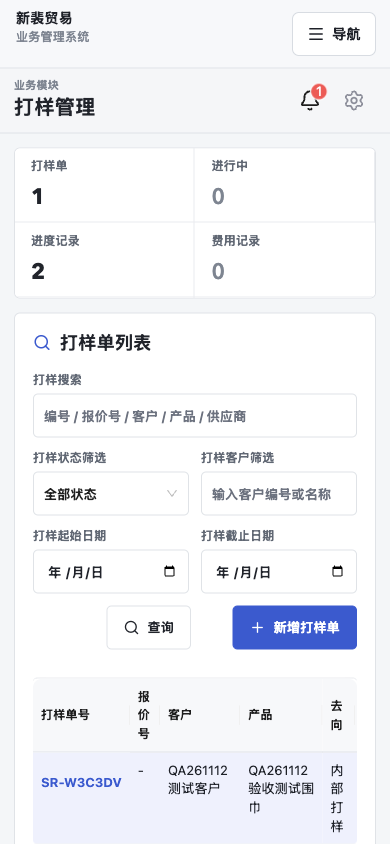 新裴贸易
业务管理系统
导航
业务模块
打样管理
1
打样单
1
进行中
0
进度记录
2
费用记录
0
打样单列表
打样搜索
编号 / 报价号 / 客户 / 产品 / 供应商
打样状态筛选
全部状态
打样客户筛选
输入客户编号或名称
打样起始日期
年 /月/日
打样截止日期
年 /月/日
查询
新增打样单
打样单号
报
价
号
客户
产品
去
向
SR-W3C3DV
-
QA261112
测试客户
QA261112
验收测试围
巾
内
部
打
样